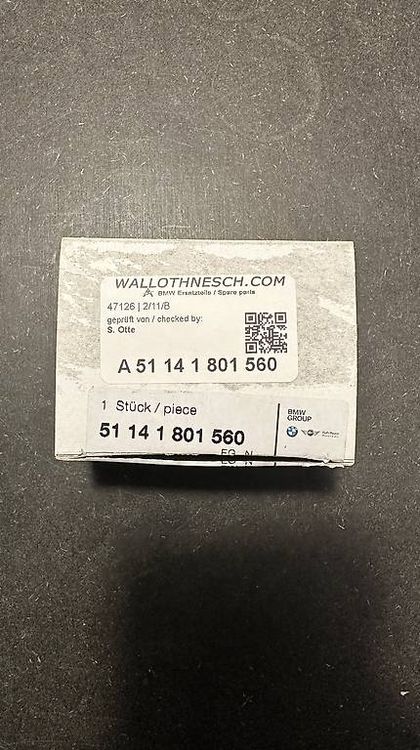 WALLOTHNESCH.COM
BMW Ersatzteile / Spare parts
47126 | 2/11/B
geprüft von / checked by:
S. Otte
A 51 14 1 801 560
1 Stück / piece
51 14 1 801 560
BMW
GROUP